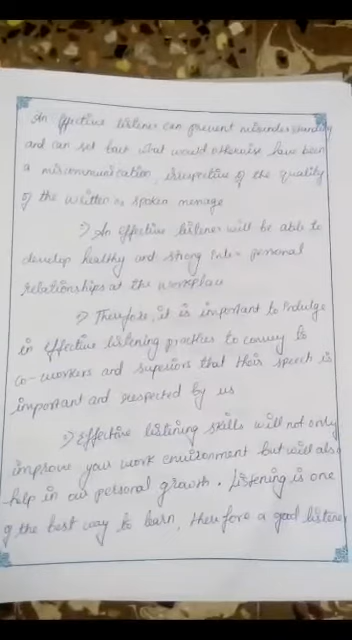 An effective listener can prevent misunderstanding
and can set back what would otherwise have been
a miscommunication, irrespective of the quality
of the written or spoken message
=> An effective listener will be able to
develop healthy and strong inter-personal
relationships at the workplace
=> Therefore, it is important to indulge
in effective listening practices to convey to
co-workers and superiors that their speech is
important and respected by us
=> Effective listening skills will not only
improve your work environment but will also
help in our personal growth. Listening is one
of the best way to learn, therefore a good listener